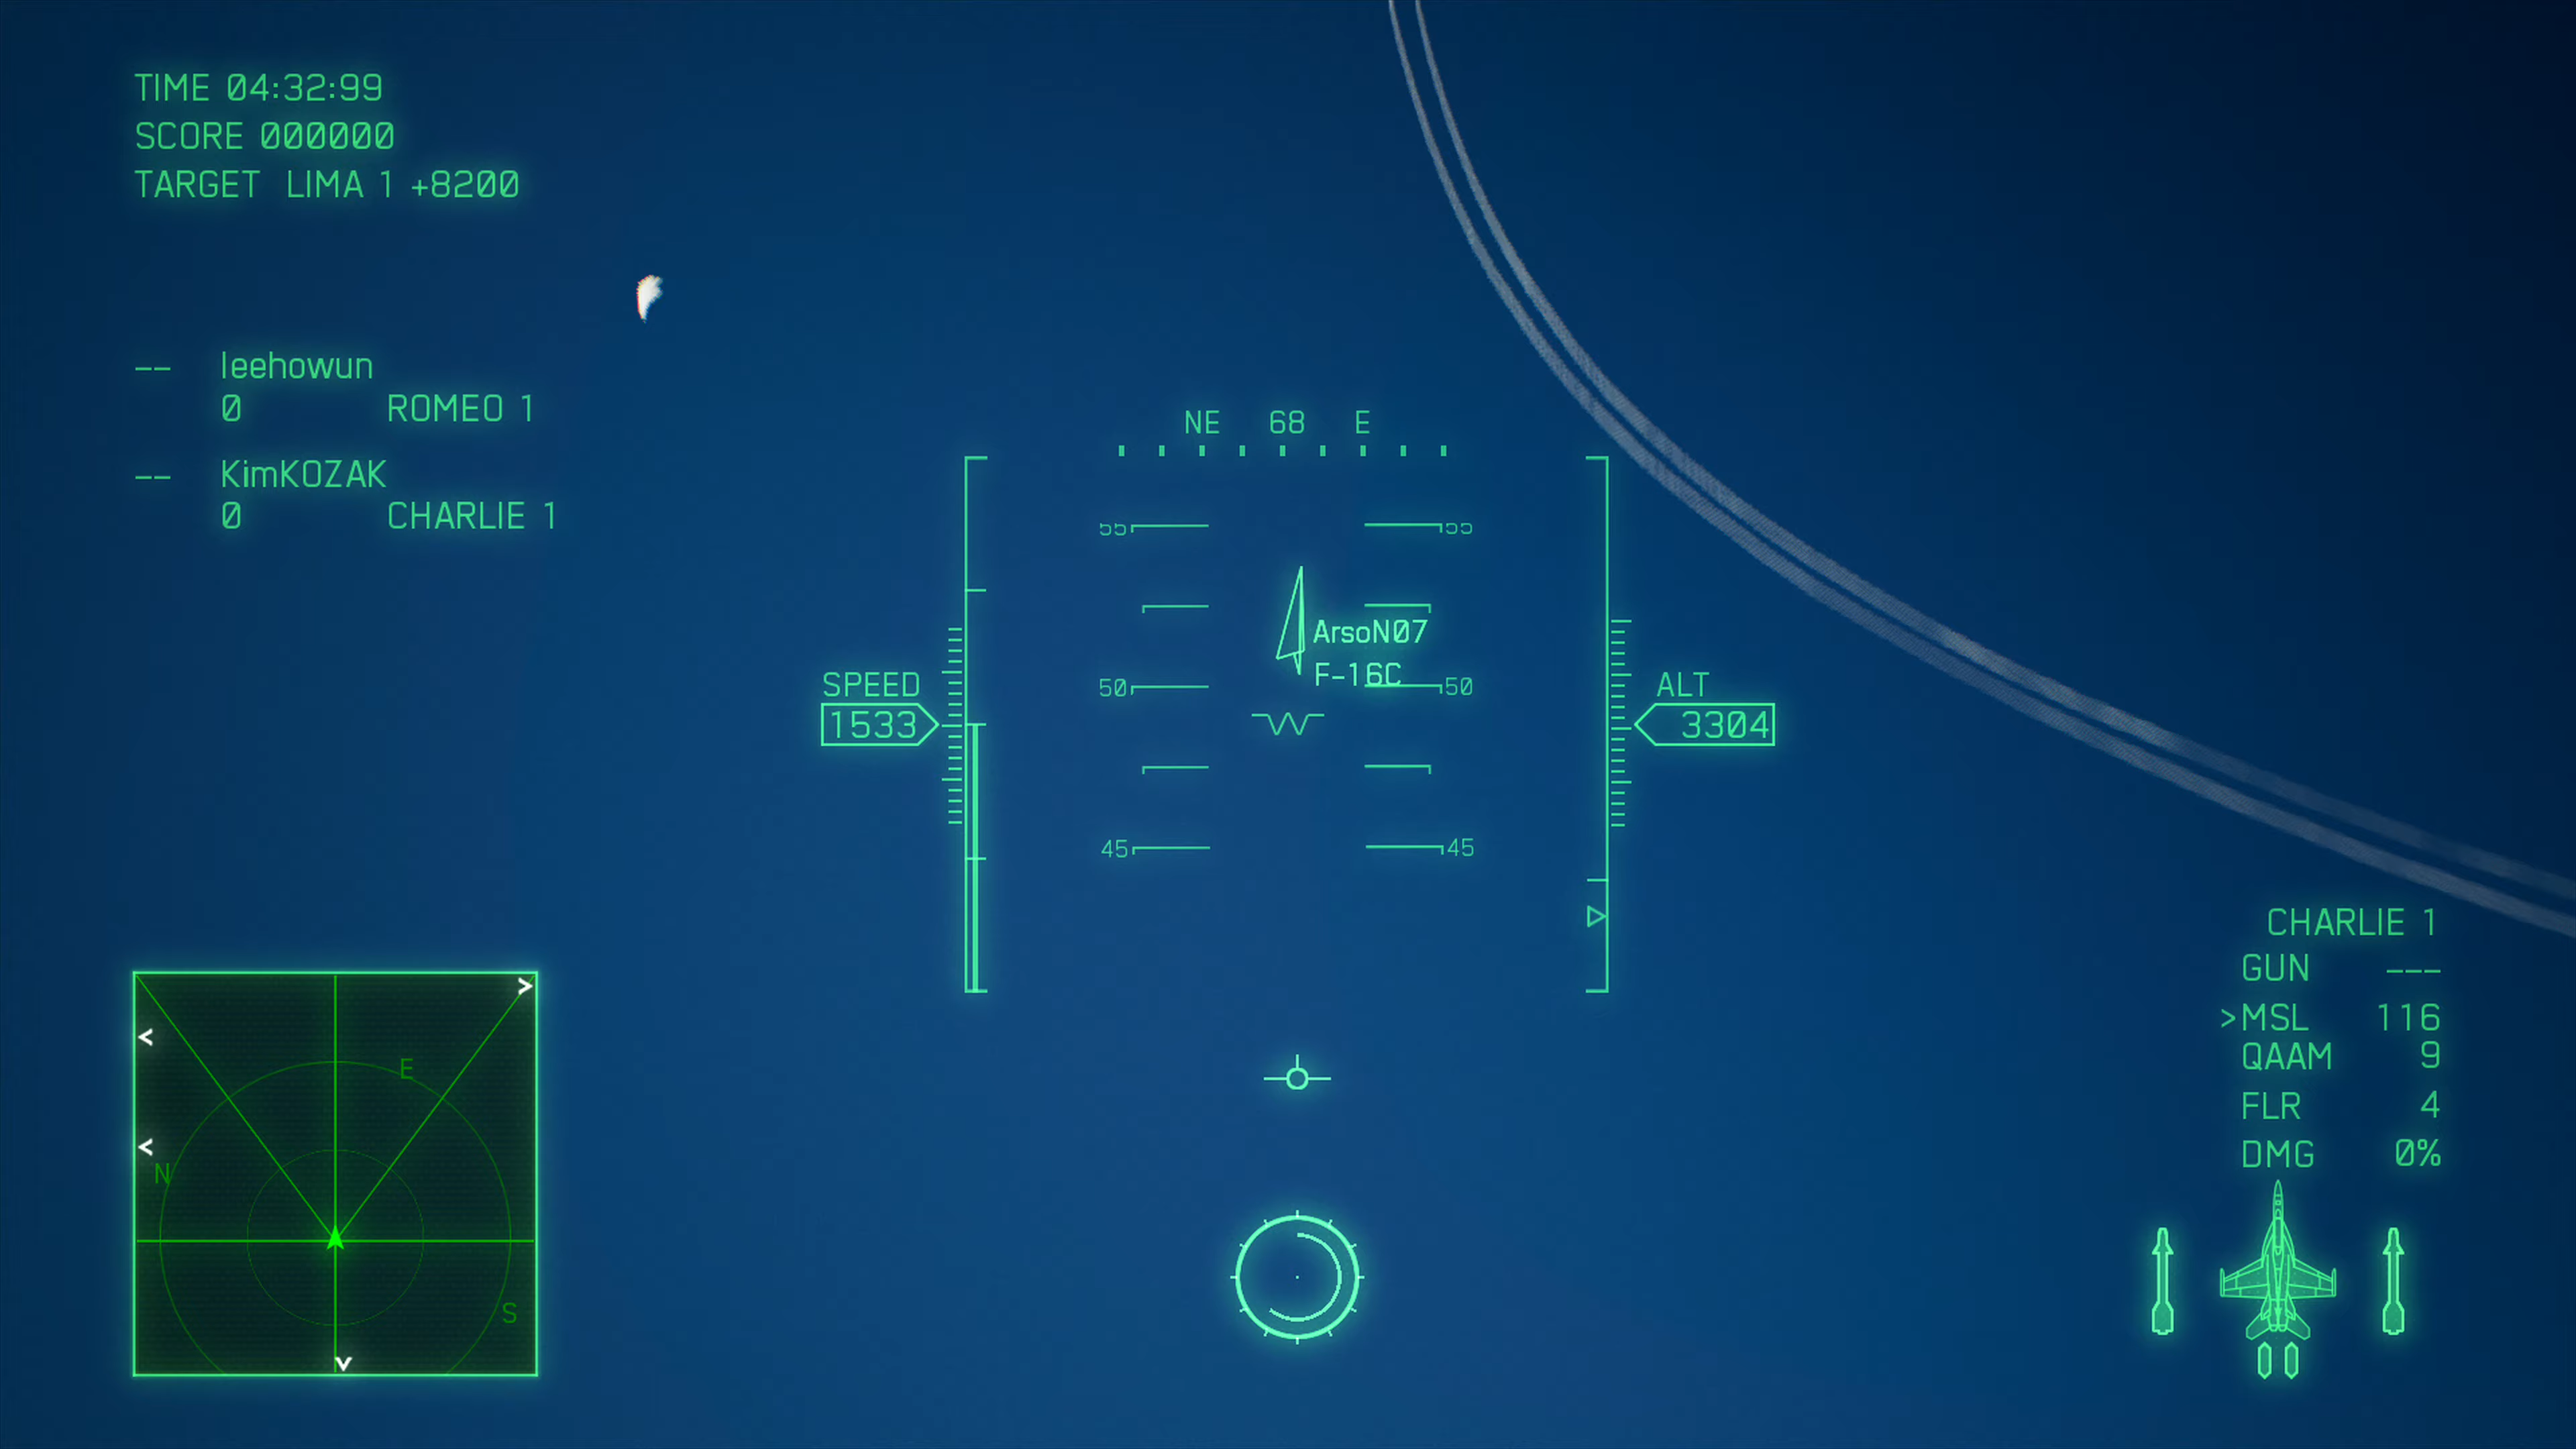 TIME 04:32:99
SCORE 000000
TARGET LIMA 1 +8200
-- leehowun
0 ROMEO 1
-- KimKOZAK
0 CHARLIE 1
NE 68 E
55 55
ArsoN07
F-16C
50 50
SPEED
1533
ALT
3304
45 45
E
N
S
CHARLIE 1
GUN ---
>MSL 116
QAAM 9
FLR 4
DMG 0%